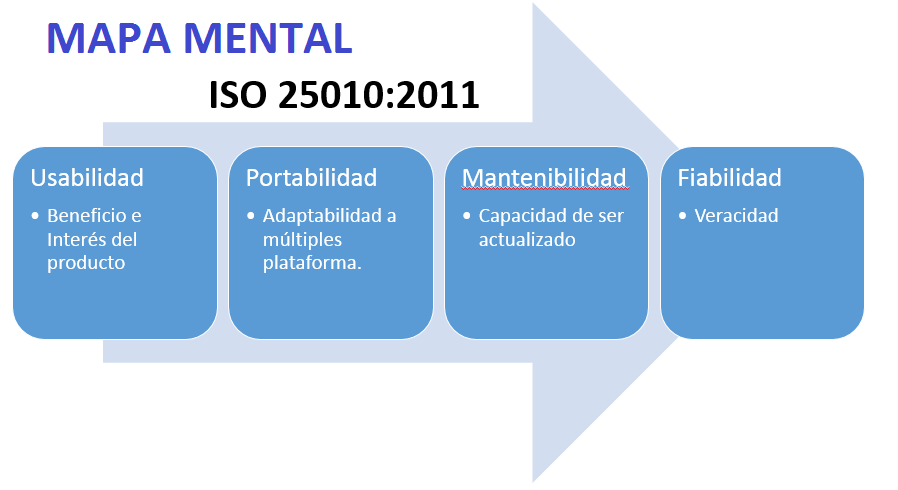 MAPA MENTAL
ISO 25010:2011
Usabilidad
• Beneficio e
Interés del
producto
Portabilidad
• Adaptabilidad a
múltiples
plataforma.
Mantenibilidad
• Capacidad de ser
actualizado
Fiabilidad
• Veracidad